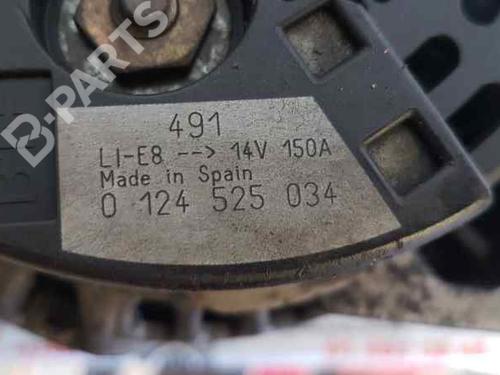 B-PARTS
491
LI-E8 --> 14V 150A
Made in Spain
0 124 525 034